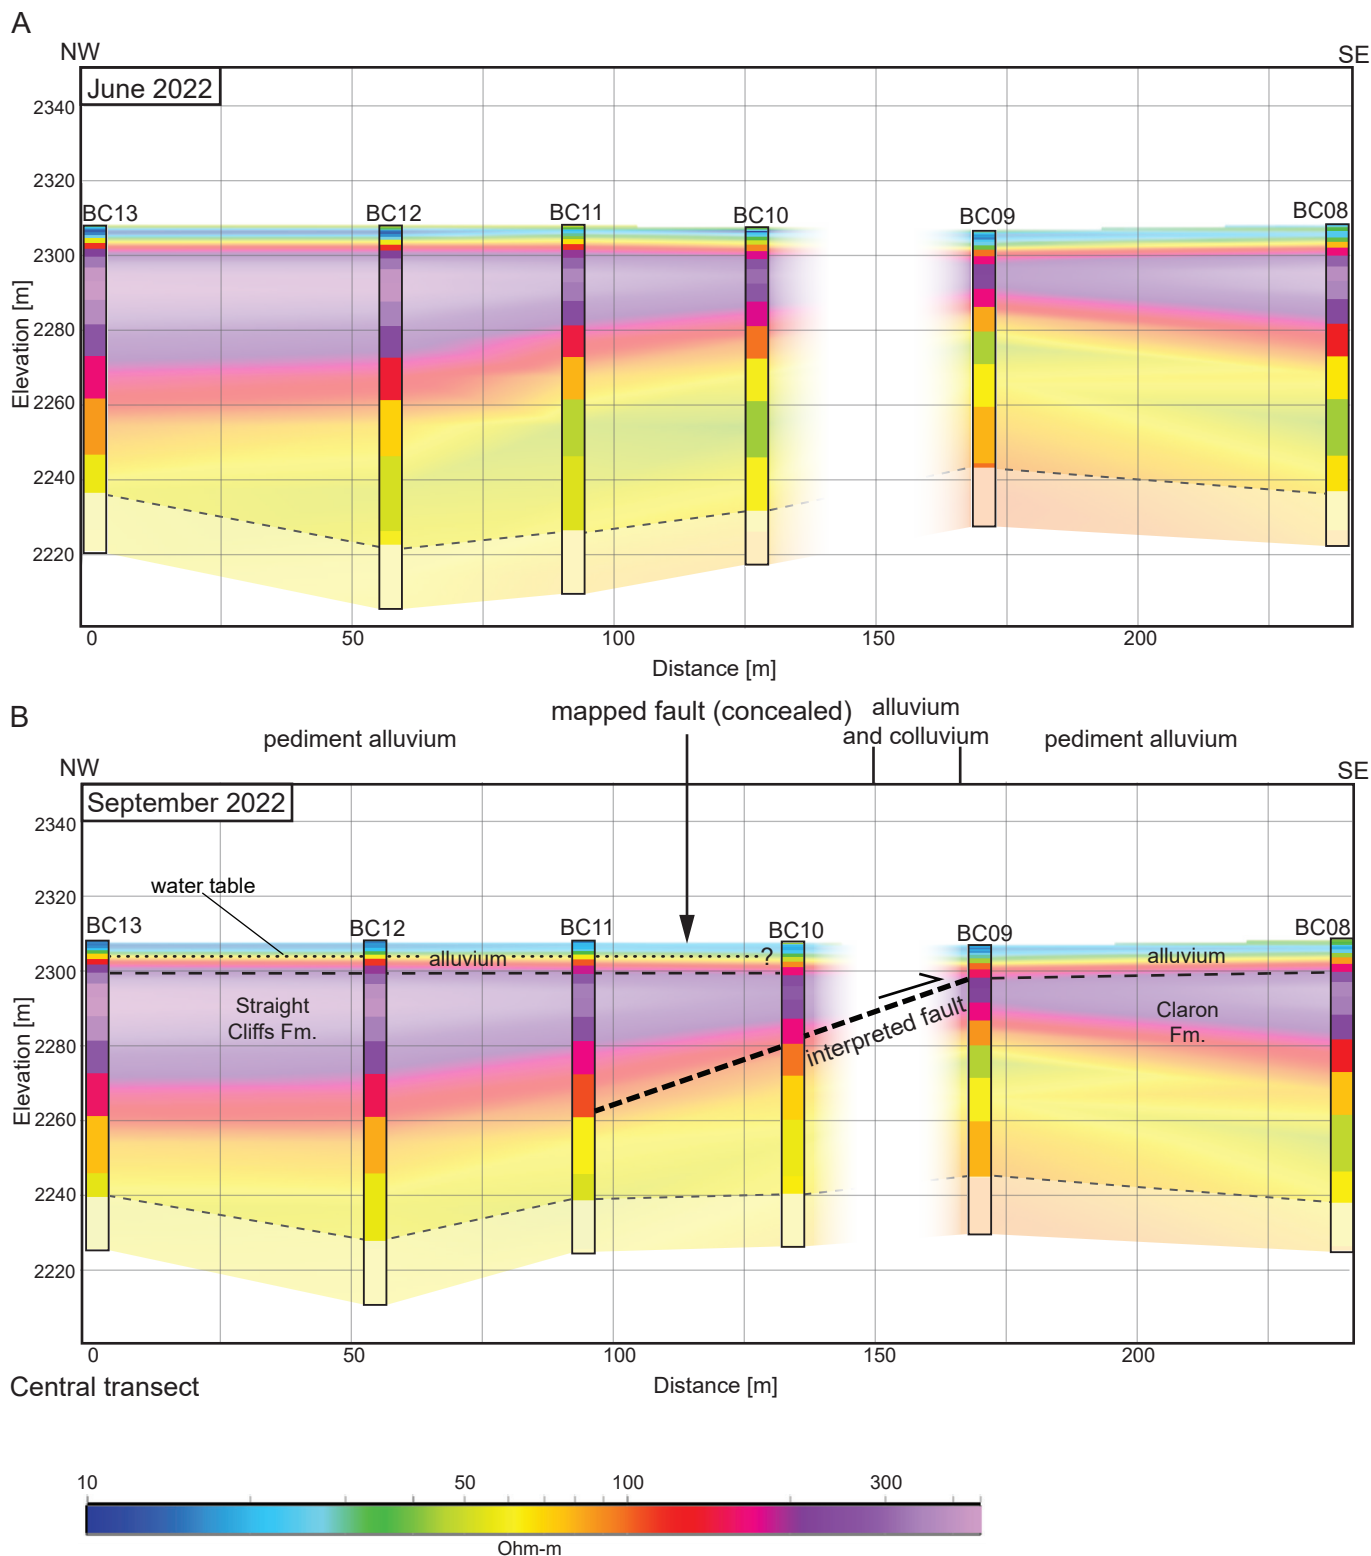 A
NW
SE
June 2022
2340
2320
2300
2280
2260
2240
2220
Elevation [m]
BC13
BC12
BC11
BC10
BC09
BC08
0
50
100
150
200
Distance [m]
B
mapped fault (concealed)
alluvium
and colluvium
pediment alluvium
pediment alluvium
NW
SE
September 2022
2340
2320
2300
2280
2260
2240
2220
Elevation [m]
water table
BC13
BC12
BC11
BC10
BC09
BC08
alluvium
?
alluvium
Straight
Cliffs Fm.
interpreted fault
Claron
Fm.
0
50
100
150
200
Central transect
Distance [m]
10
50
100
300
Ohm-m